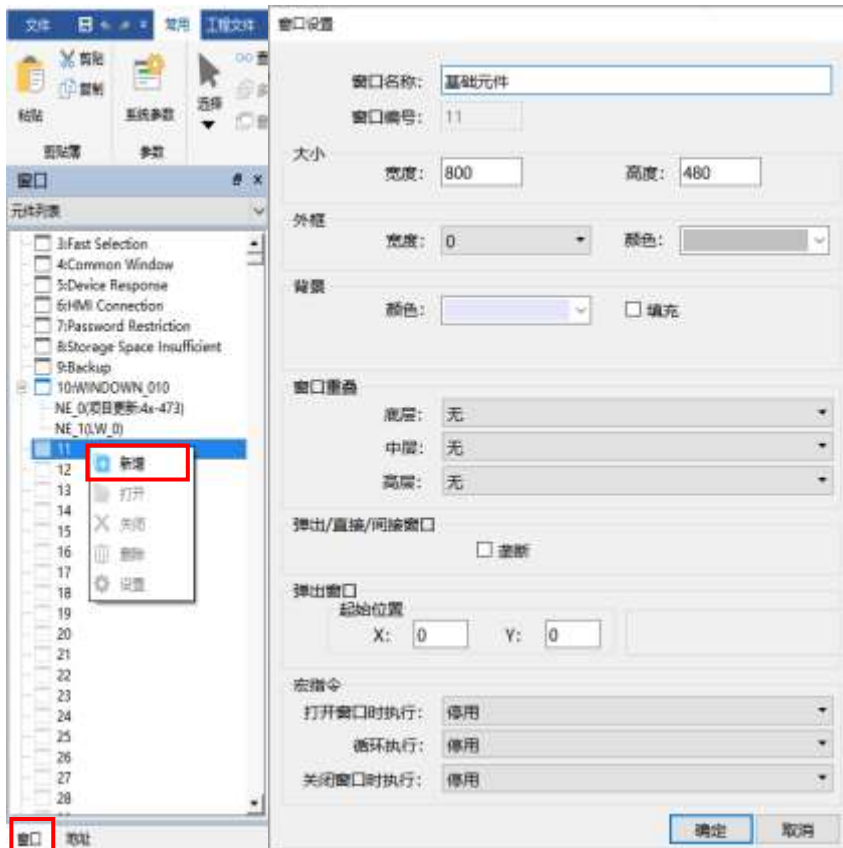 文件
常用
工程文件
剪贴
复制
粘贴
系统参数
选择
剪贴簿
参数
窗口
元件列表
3:Fast Selection
4:Common Window
5:Device Response
6:HMI Connection
7:Password Restriction
8:Storage Space Insufficient
9:Backup
10:WINDOWN_010
NE_0(项目更新:4x-473)
NE_1(LW_0)
11
12
13
14
15
16
17
18
19
20
21
22
23
24
25
26
27
28
新增
打开
关闭
删除
设置
窗口
地址
窗口设置
窗口名称: 基础元件
窗口编号: 11
大小
宽度: 800 高度: 480
外框
宽度: 0 颜色:
背景
颜色: 填充
窗口重叠
底层: 无
中层: 无
高层: 无
弹出/直接/间接窗口
垄断
弹出窗口
起始位置
X: 0 Y: 0
宏指令
打开窗口时执行: 停用
循环执行: 停用
关闭窗口时执行: 停用
确定 取消